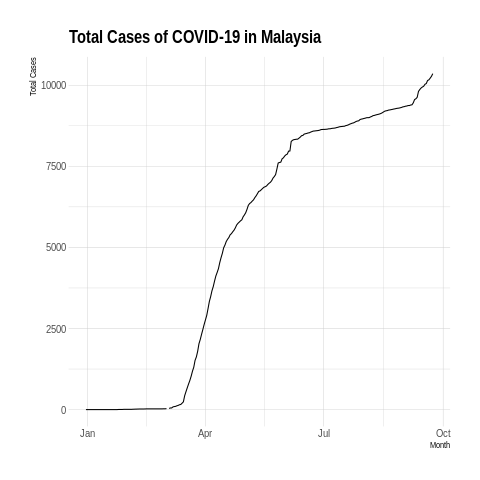 Total Cases of COVID-19 in Malaysia
Total Cases
10000
7500
5000
2500
0
Jan Apr Jul Oct
Month